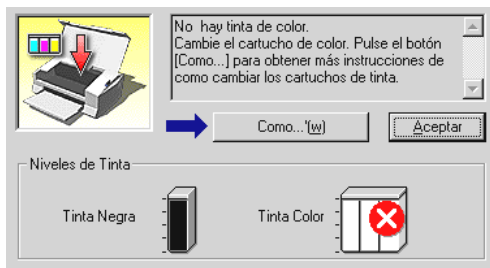 No hay tinta de color.
Cambie el cartucho de color. Pulse el botón
[Como...] para obtener más instrucciones de
como cambiar los cartuchos de tinta.
Como...'(w)
Aceptar
Niveles de Tinta
Tinta Negra
Tinta Color